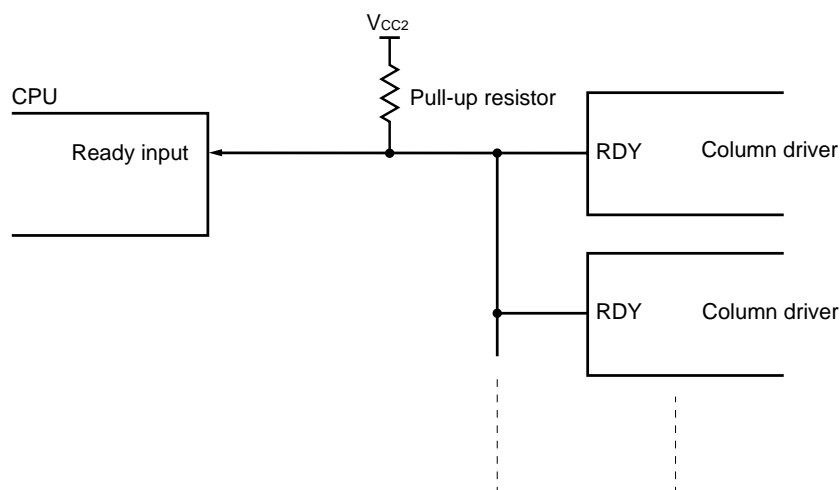 VCC2
CPU
Pull-up resistor
Ready input
RDY
Column driver
RDY
Column driver